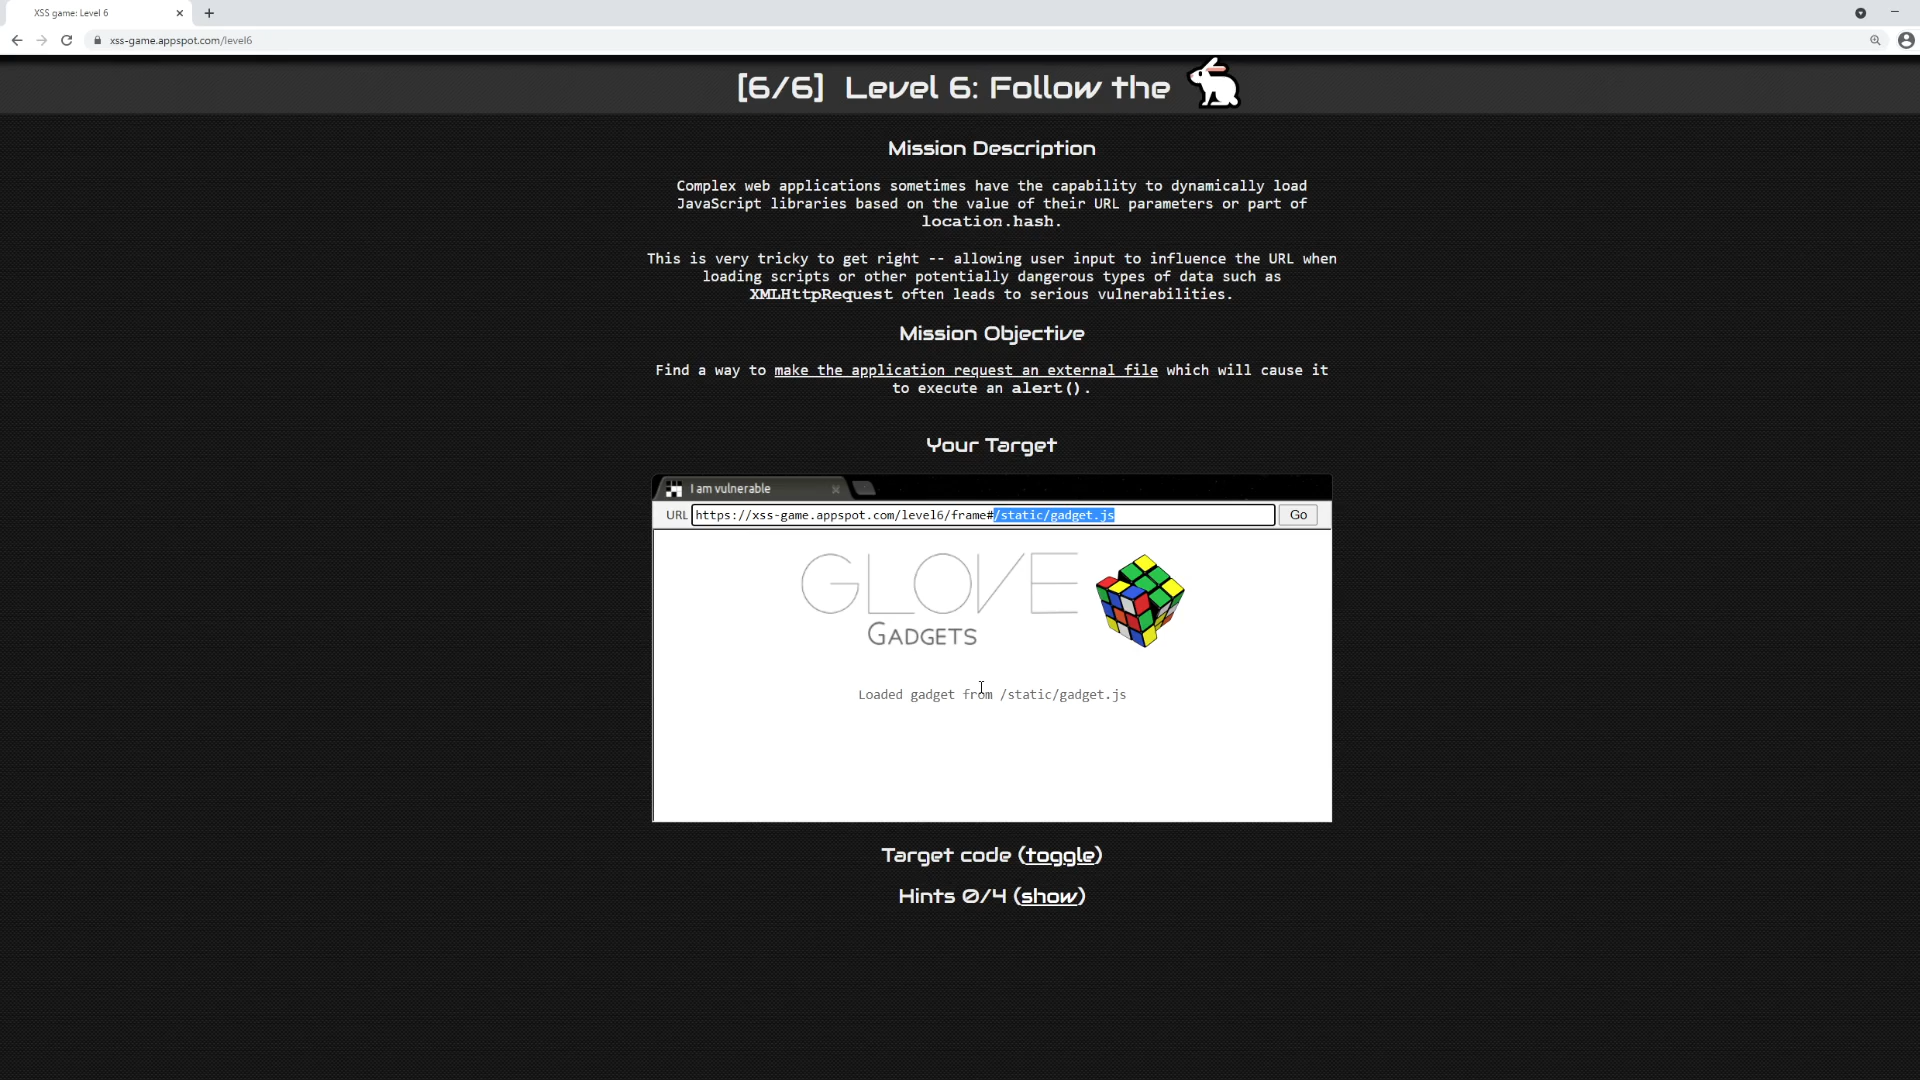 XSS game: Level 6
xss-game.appspot.com/level6
[6/6] Level 6: Follow the
Mission Description
Complex web applications sometimes have the capability to dynamically load
JavaScript libraries based on the value of their URL parameters or part of
location.hash.
This is very tricky to get right -- allowing user input to influence the URL when
loading scripts or other potentially dangerous types of data such as
XMLHttpRequest often leads to serious vulnerabilities.
Mission Objective
Find a way to make the application request an external file which will cause it
to execute an alert().
Your Target
I am vulnerable
URL https://xss-game.appspot.com/level6/frame#/static/gadget.js Go
GLOVE
GADGETS
Loaded gadget from /static/gadget.js
Target code (toggle)
Hints 0/4 (show)